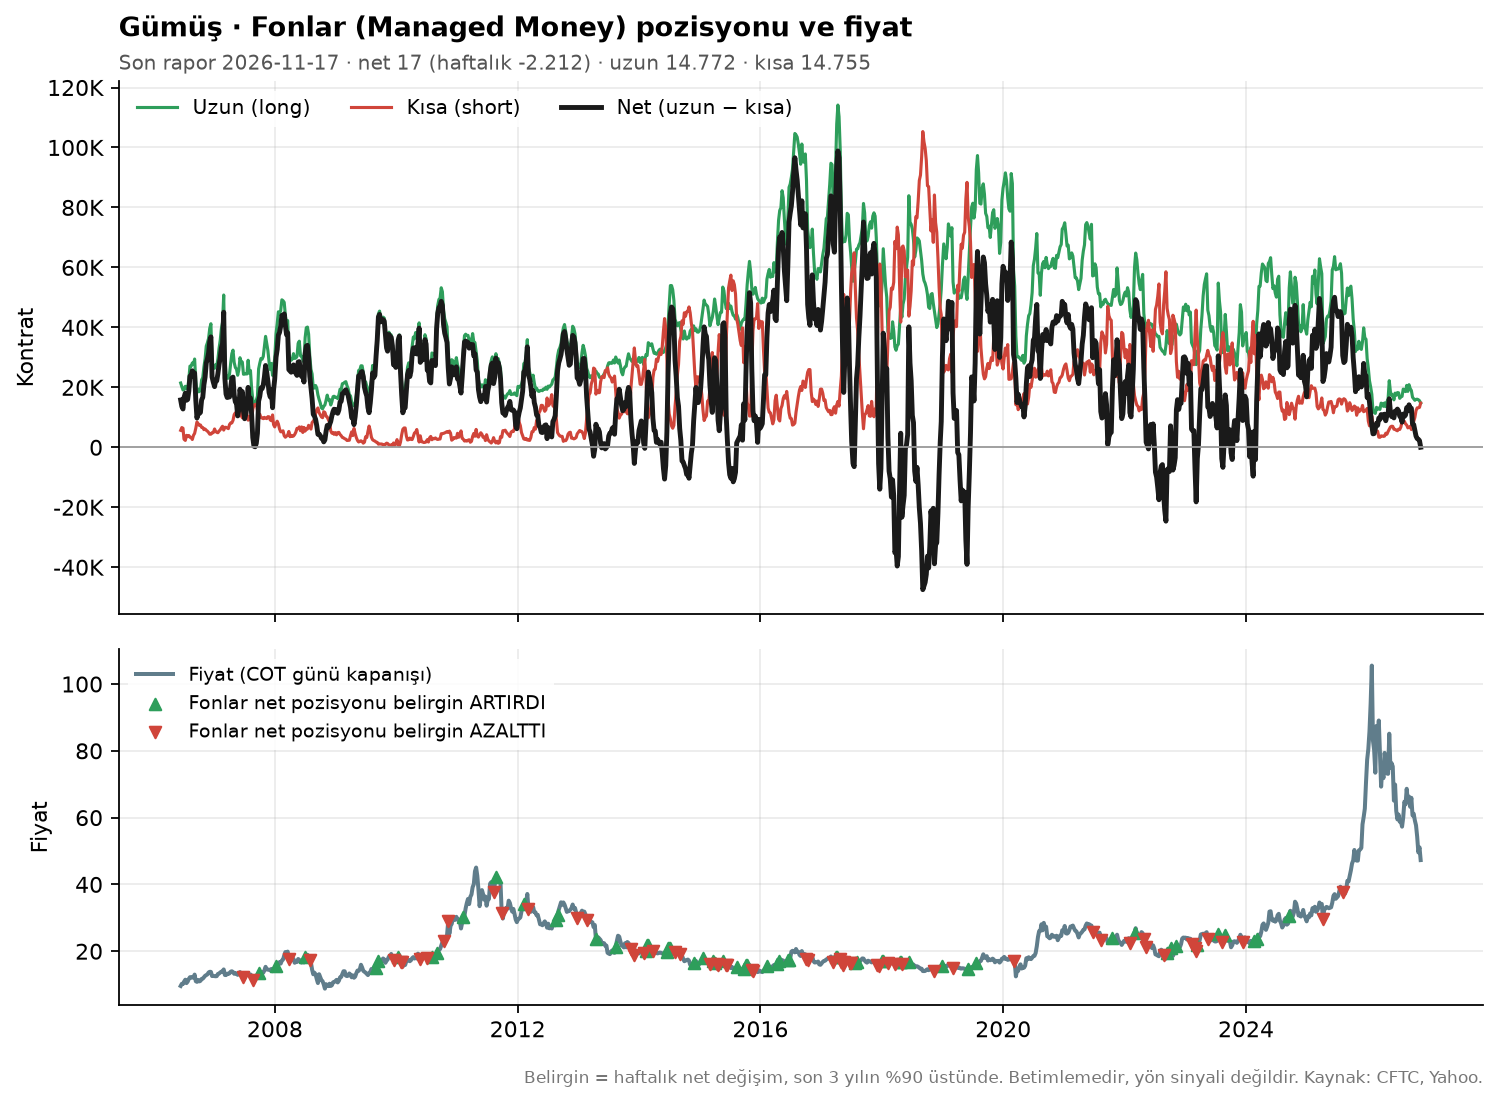 Gümüş · Fonlar (Managed Money) pozisyonu ve fiyat
Son rapor 2026-11-17 · net 17 (haftalık -2.212) · uzun 14.772 · kısa 14.755
Uzun (long)
Kısa (short)
Net (uzun − kısa)
Kontrat
120K
100K
80K
60K
40K
20K
0
-20K
-40K
Fiyat (COT günü kapanışı)
Fonlar net pozisyonu belirgin ARTIRDI
Fonlar net pozisyonu belirgin AZALTTI
Fiyat
100
80
60
40
20
2008
2012
2016
2020
2024
Belirgin = haftalık net değişim, son 3 yılın %90 üstünde. Betimlemedir, yön sinyali değildir. Kaynak: CFTC, Yahoo.